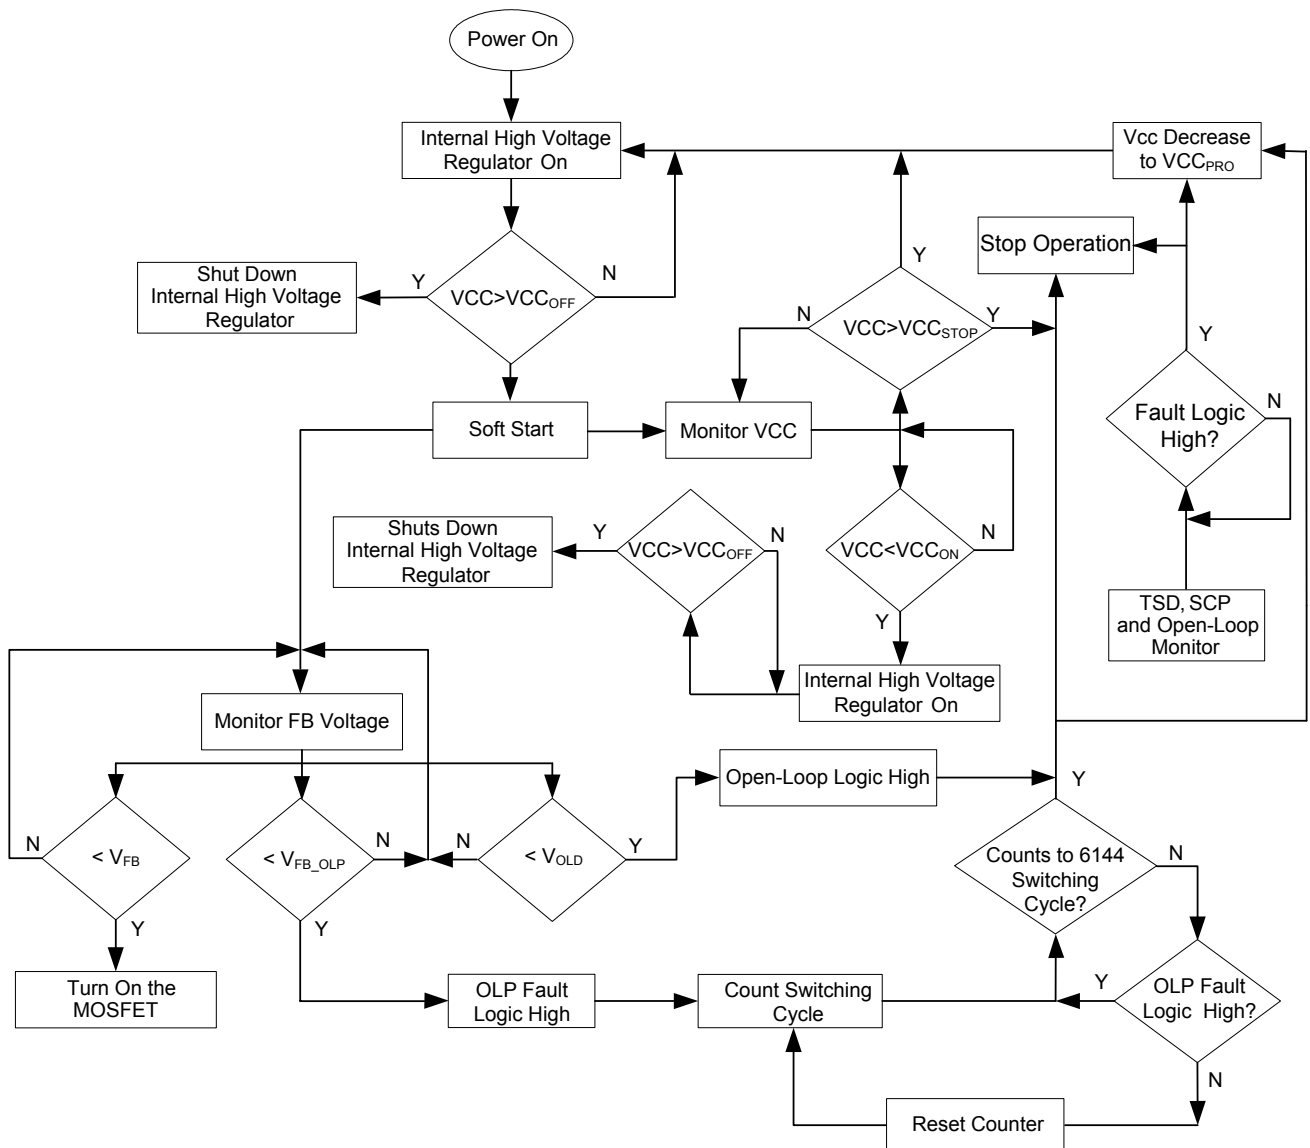 Power On
Internal High Voltage
Regulator On
Vcc Decrease
to VCCPRO
Stop Operation
Y
Shut Down
Internal High Voltage
Regulator
Y
VCC>VCCOFF
N
N
VCC>VCCSTOP
Y
Y
Fault Logic
High?
N
Soft Start
Monitor VCC
Shuts Down
Internal High Voltage
Regulator
Y
VCC>VCCOFF
N
VCC<VCCON
N
Y
TSD, SCP
and Open-Loop
Monitor
Internal High Voltage
Regulator On
Monitor FB Voltage
Open-Loop Logic High
Y
N
< VFB
Y
< VFB_OLP
N
Y
N
< VOLD
Y
Counts to 6144
Switching
Cycle?
N
Turn On the
MOSFET
OLP Fault
Logic High
Count Switching
Cycle
Y
OLP Fault
Logic High?
N
Reset Counter